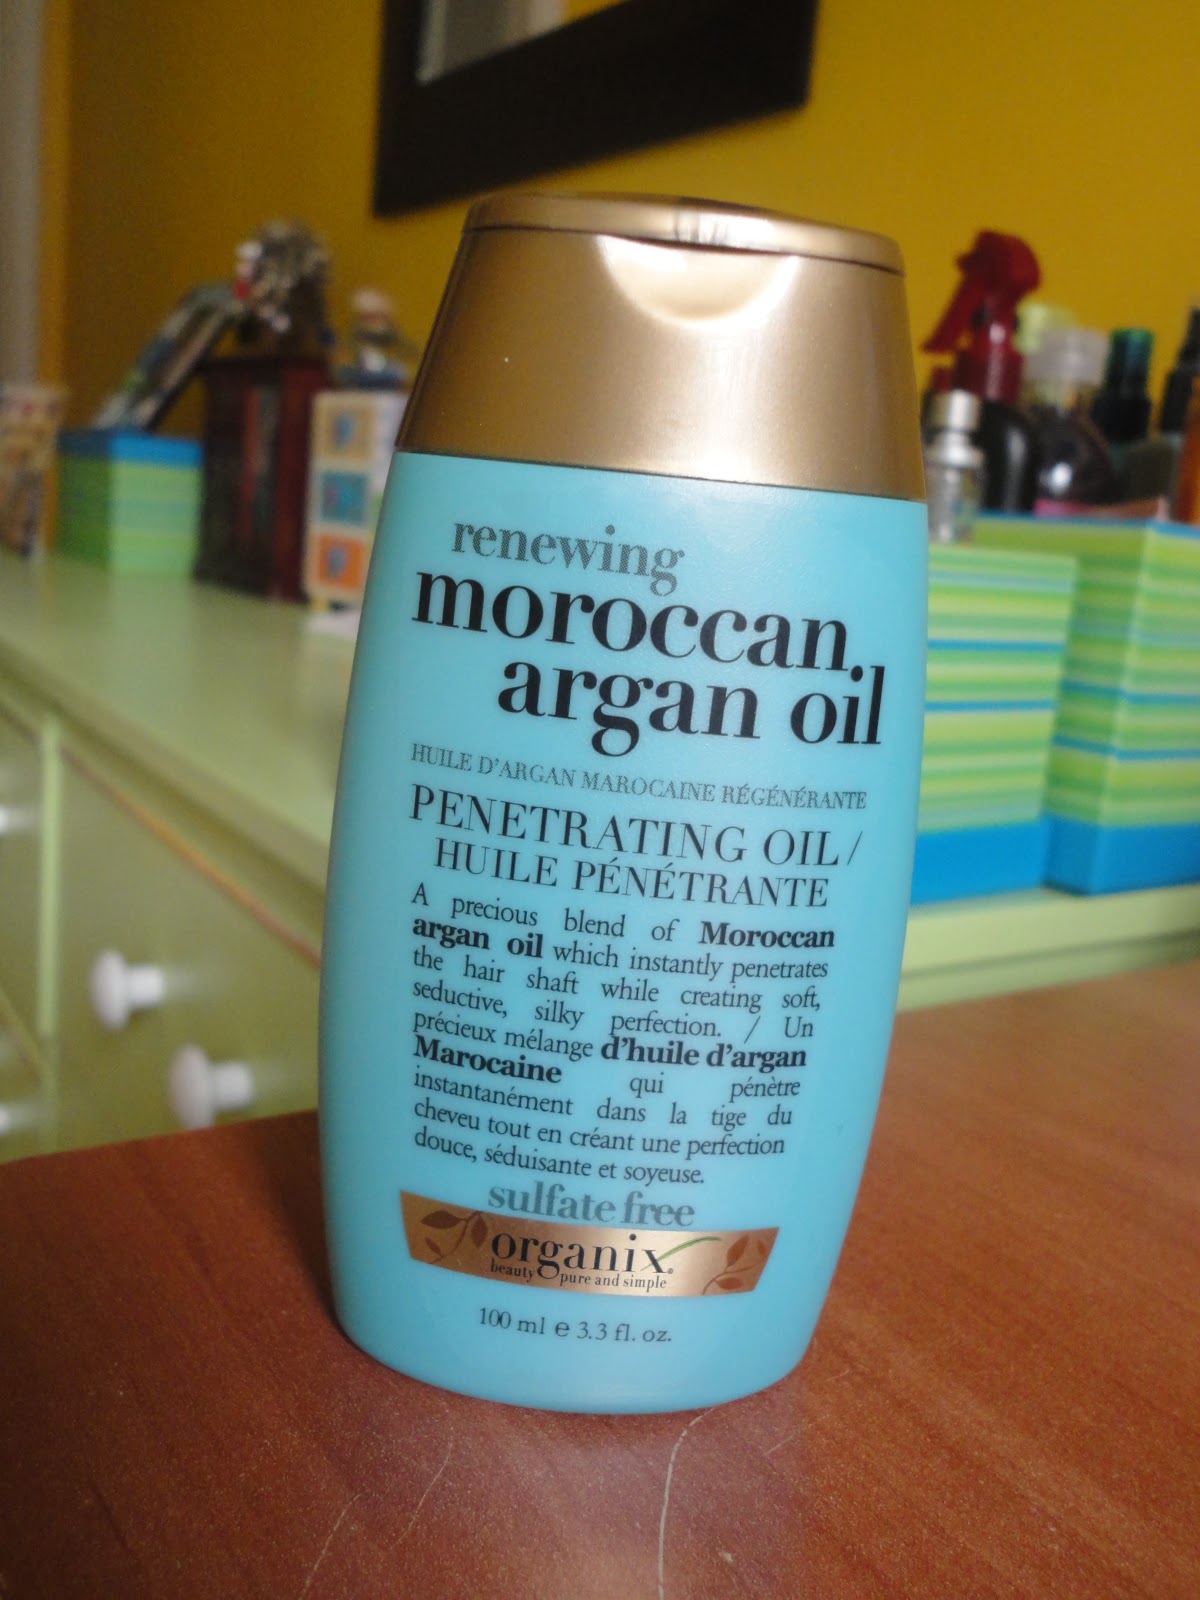 renewing
moroccan
argan oil
HUILE D'ARGAN MAROCAINE RÉGÉNÉRANTE
PENETRATING OIL /
HUILE PÉNÉTRANTE
A precious blend of Moroccan
argan oil which instantly penetrates
the hair shaft while creating soft,
seductive, silky perfection. / Un
précieux mélange d'huile d'argan
Marocaine qui pénètre
instantanément dans la tige du
cheveu tout en créant une perfection
douce, séduisante et soyeuse.
sulfate free
organix®
beauty pure and simple
100 ml e 3.3 fl. oz.